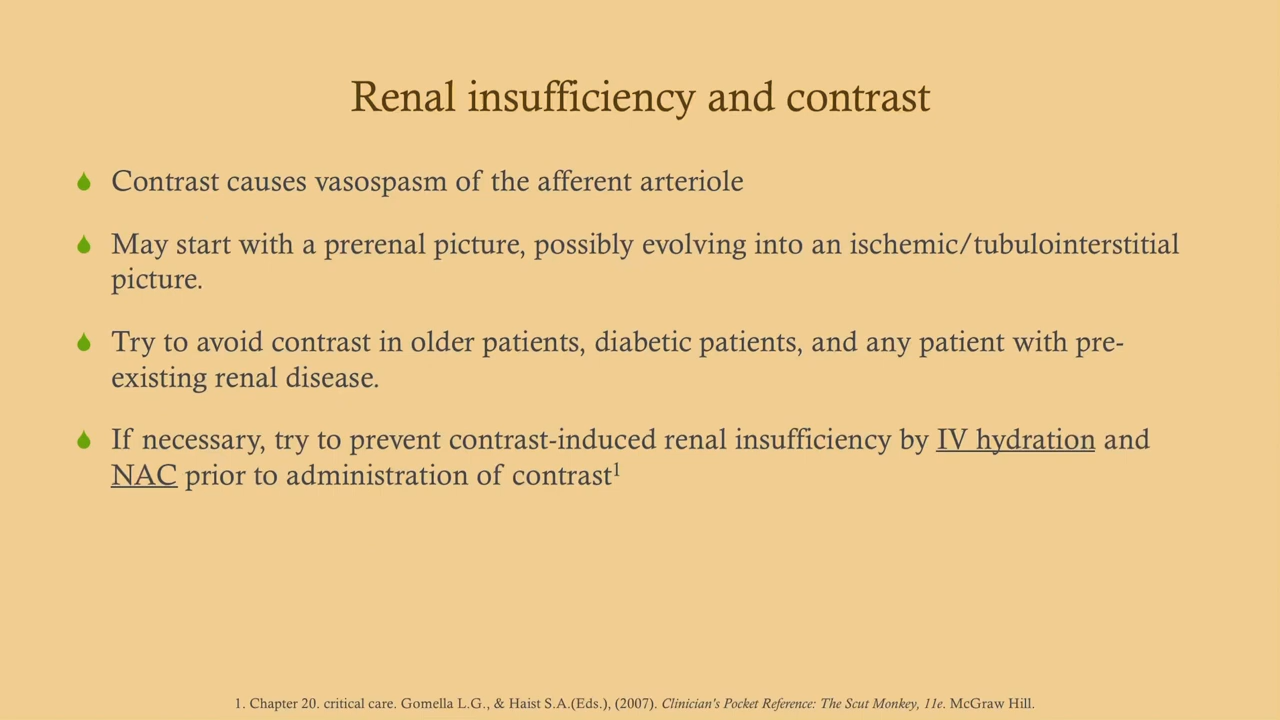 Renal insufficiency and contrast
Contrast causes vasospasm of the afferent arteriole
May start with a prerenal picture, possibly evolving into an ischemic/tubulointerstitial
picture.
Try to avoid contrast in older patients, diabetic patients, and any patient with pre-
existing renal disease.
If necessary, try to prevent contrast-induced renal insufficiency by IV hydration and
NAC prior to administration of contrast¹
1. Chapter 20. critical care. Gomella L.G., & Haist S.A.(Eds.), (2007). Clinician's Pocket Reference: The Scut Monkey, 11e. McGraw Hill.